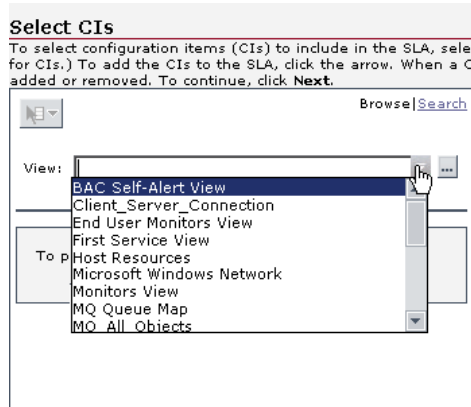 Select CIs
To select configuration items (CIs) to include in the SLA, sele
for CIs.) To add the CIs to the SLA, click the arrow. When a C
added or removed. To continue, click Next.
Browse|Search
View:
...
BAC Self-Alert View
Client_Server_Connection
End User Monitors View
First Service View
To p
Host Resources
Microsoft Windows Network
Monitors View
MQ Queue Map
MQ_All_Objects